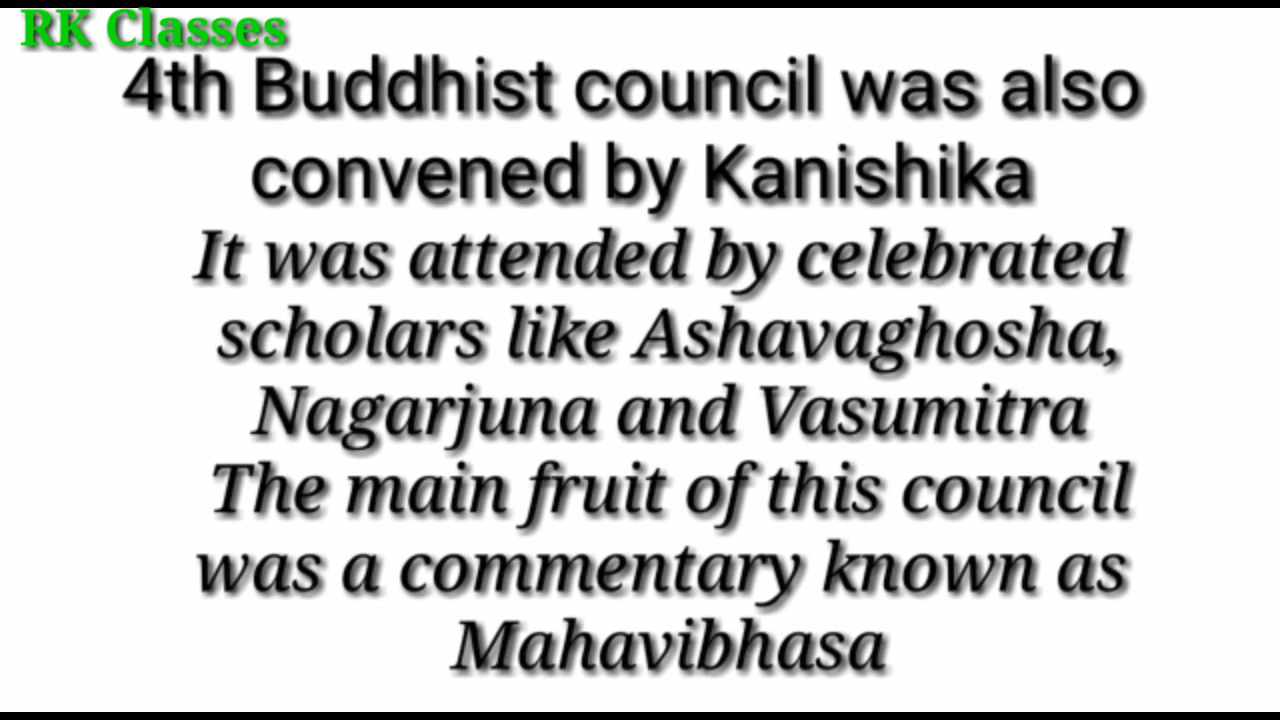 RK Classes
4th Buddhist council was also
convened by Kanishika
It was attended by celebrated
scholars like Ashavaghosha,
Nagarjuna and Vasumitra
The main fruit of this council
was a commentary known as
Mahavibhasa